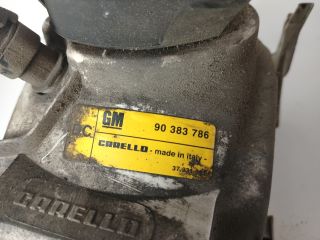 GM 90 383 786
C
CARELLO - made in italy -
CARELLO